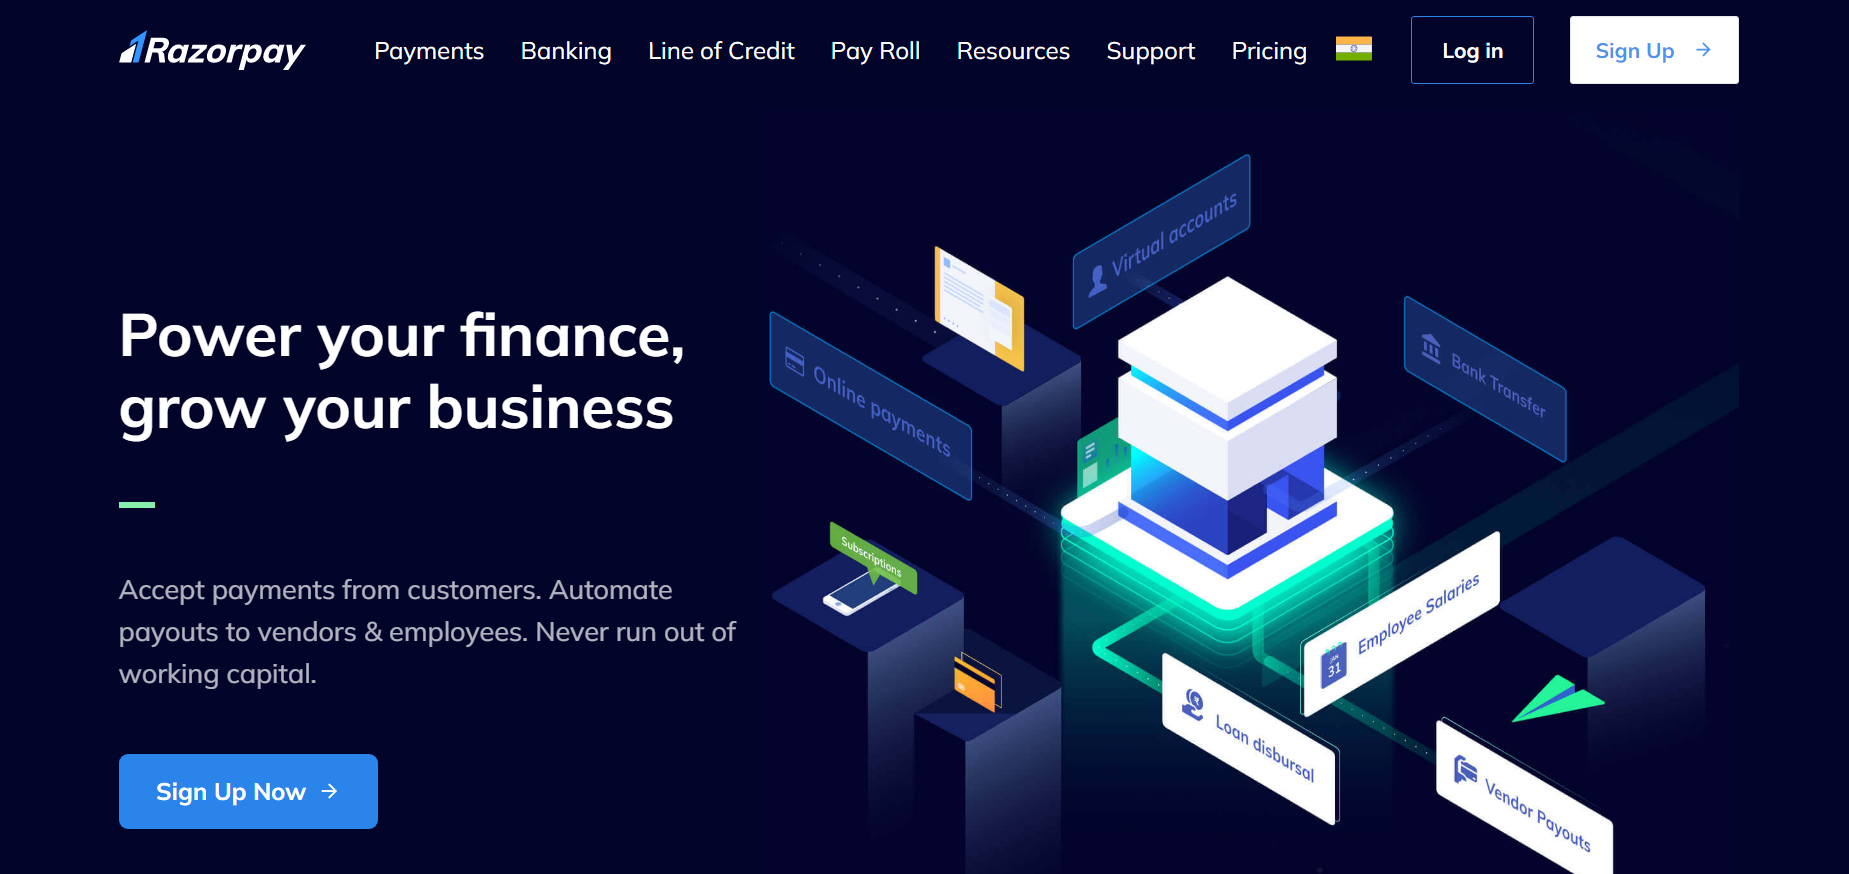 Razorpay
Payments
Banking
Line of Credit
Pay Roll
Resources
Support
Pricing
Log in
Sign Up
Power your finance,
grow your business
Accept payments from customers. Automate
payouts to vendors & employees. Never run out of
working capital.
Sign Up Now
Virtual accounts
Online payments
Bank Transfer
Subscriptions
Employee Salaries
JAN
31
Loan disbursal
Vendor Payouts